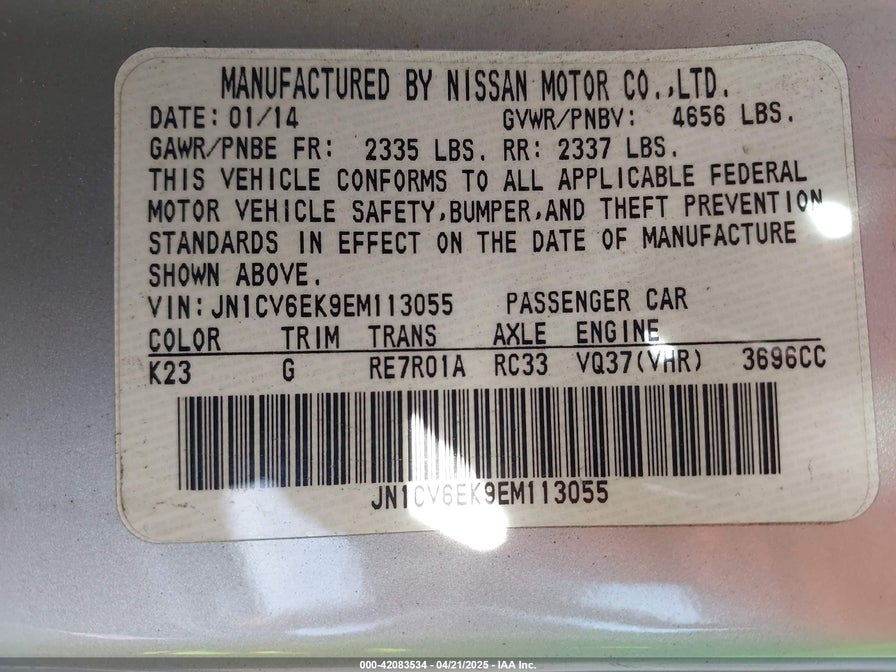 MANUFACTURED BY NISSAN MOTOR CO.,LTD.
DATE: 01/14 GVWR/PNBV: 4656 LBS.
GAWR/PNBE FR: 2335 LBS. RR: 2337 LBS.
THIS VEHICLE CONFORMS TO ALL APPLICABLE FEDERAL
MOTOR VEHICLE SAFETY,BUMPER,AND THEFT PREVENTION
STANDARDS IN EFFECT ON THE DATE OF MANUFACTURE
SHOWN ABOVE.
VIN: JN1CV6EK9EM113055 PASSENGER CAR
COLOR TRIM TRANS AXLE ENGINE
K23 G RE7R01A RC33 VQ37(VHR) 3696CC
JN1CV6EK9EM113055
000-42083534 - 04/21/2025 - IAA Inc.